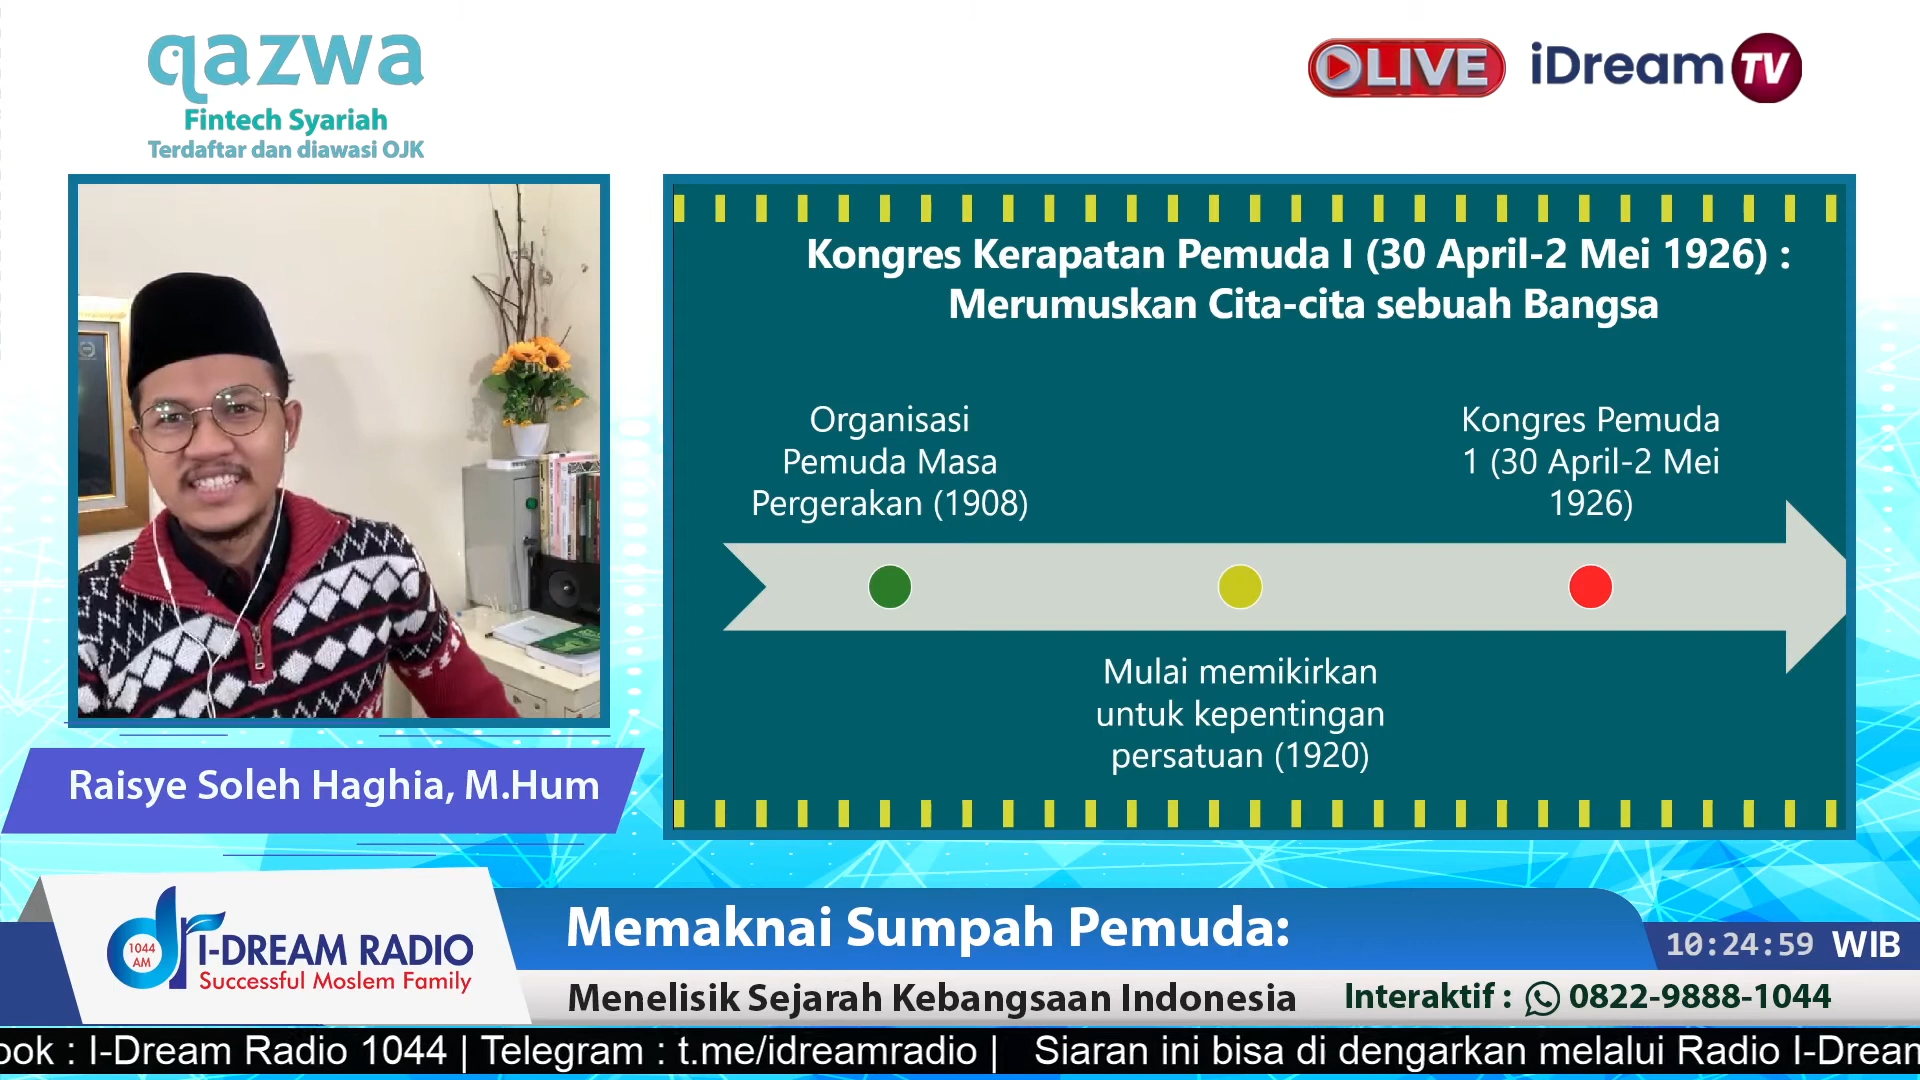 qazwa
Fintech Syariah
Terdaftar dan diawasi OJK
LIVE
iDream TV
Kongres Kerapatan Pemuda I (30 April-2 Mei 1926) :
Merumuskan Cita-cita sebuah Bangsa
Organisasi
Pemuda Masa
Pergerakan (1908)
Kongres Pemuda
1 (30 April-2 Mei
1926)
Mulai memikirkan
untuk kepentingan
persatuan (1920)
Raisye Soleh Haghia, M.Hum
dr
1044
AM
I-DREAM RADIO
Successful Moslem Family
Memaknai Sumpah Pemuda:
10:24:59 WIB
Menelisik Sejarah Kebangsaan Indonesia
Interaktif : 0822-9888-1044
ook : I-Dream Radio 1044 | Telegram : t.me/idreamradio | Siaran ini bisa di dengarkan melalui Radio I-Dream